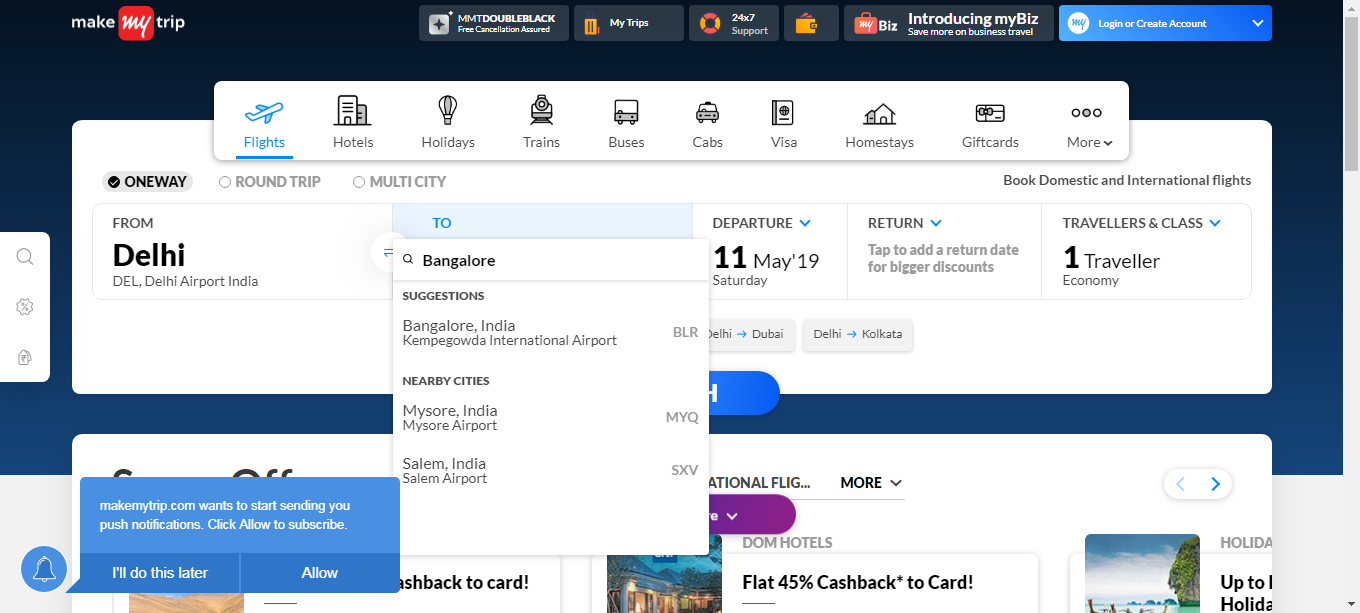 make my trip
MMTDOUBLEBLACK
Free Cancellation Assured
My Trips
24x7
Support
my Biz
Introducing myBiz
Save more on business travel
my
Login or Create Account
Flights
Hotels
Holidays
Trains
Buses
Cabs
Visa
Homestays
Giftcards
More
ONEWAY
ROUND TRIP
MULTI CITY
Book Domestic and International flights
FROM
Delhi
DEL, Delhi Airport India
TO
Bangalore
SUGGESTIONS
Bangalore, India
BLR
Kempegowda International Airport
NEARBY CITIES
Mysore, India
MYQ
Mysore Airport
Salem, India
SXV
Salem Airport
DEPARTURE
11 May'19
Saturday
RETURN
Tap to add a return date
for bigger discounts
TRAVELLERS & CLASS
1 Traveller
Economy
Delhi → Dubai
Delhi → Kolkata
H
ATIONAL FLIG...
MORE
re
makemytrip.com wants to start sending you
push notifications. Click Allow to subscribe.
I'll do this later
Allow
ashback to card!
DOM HOTELS
Flat 45% Cashback* to Card!
HOLIDA
Up to
Holida